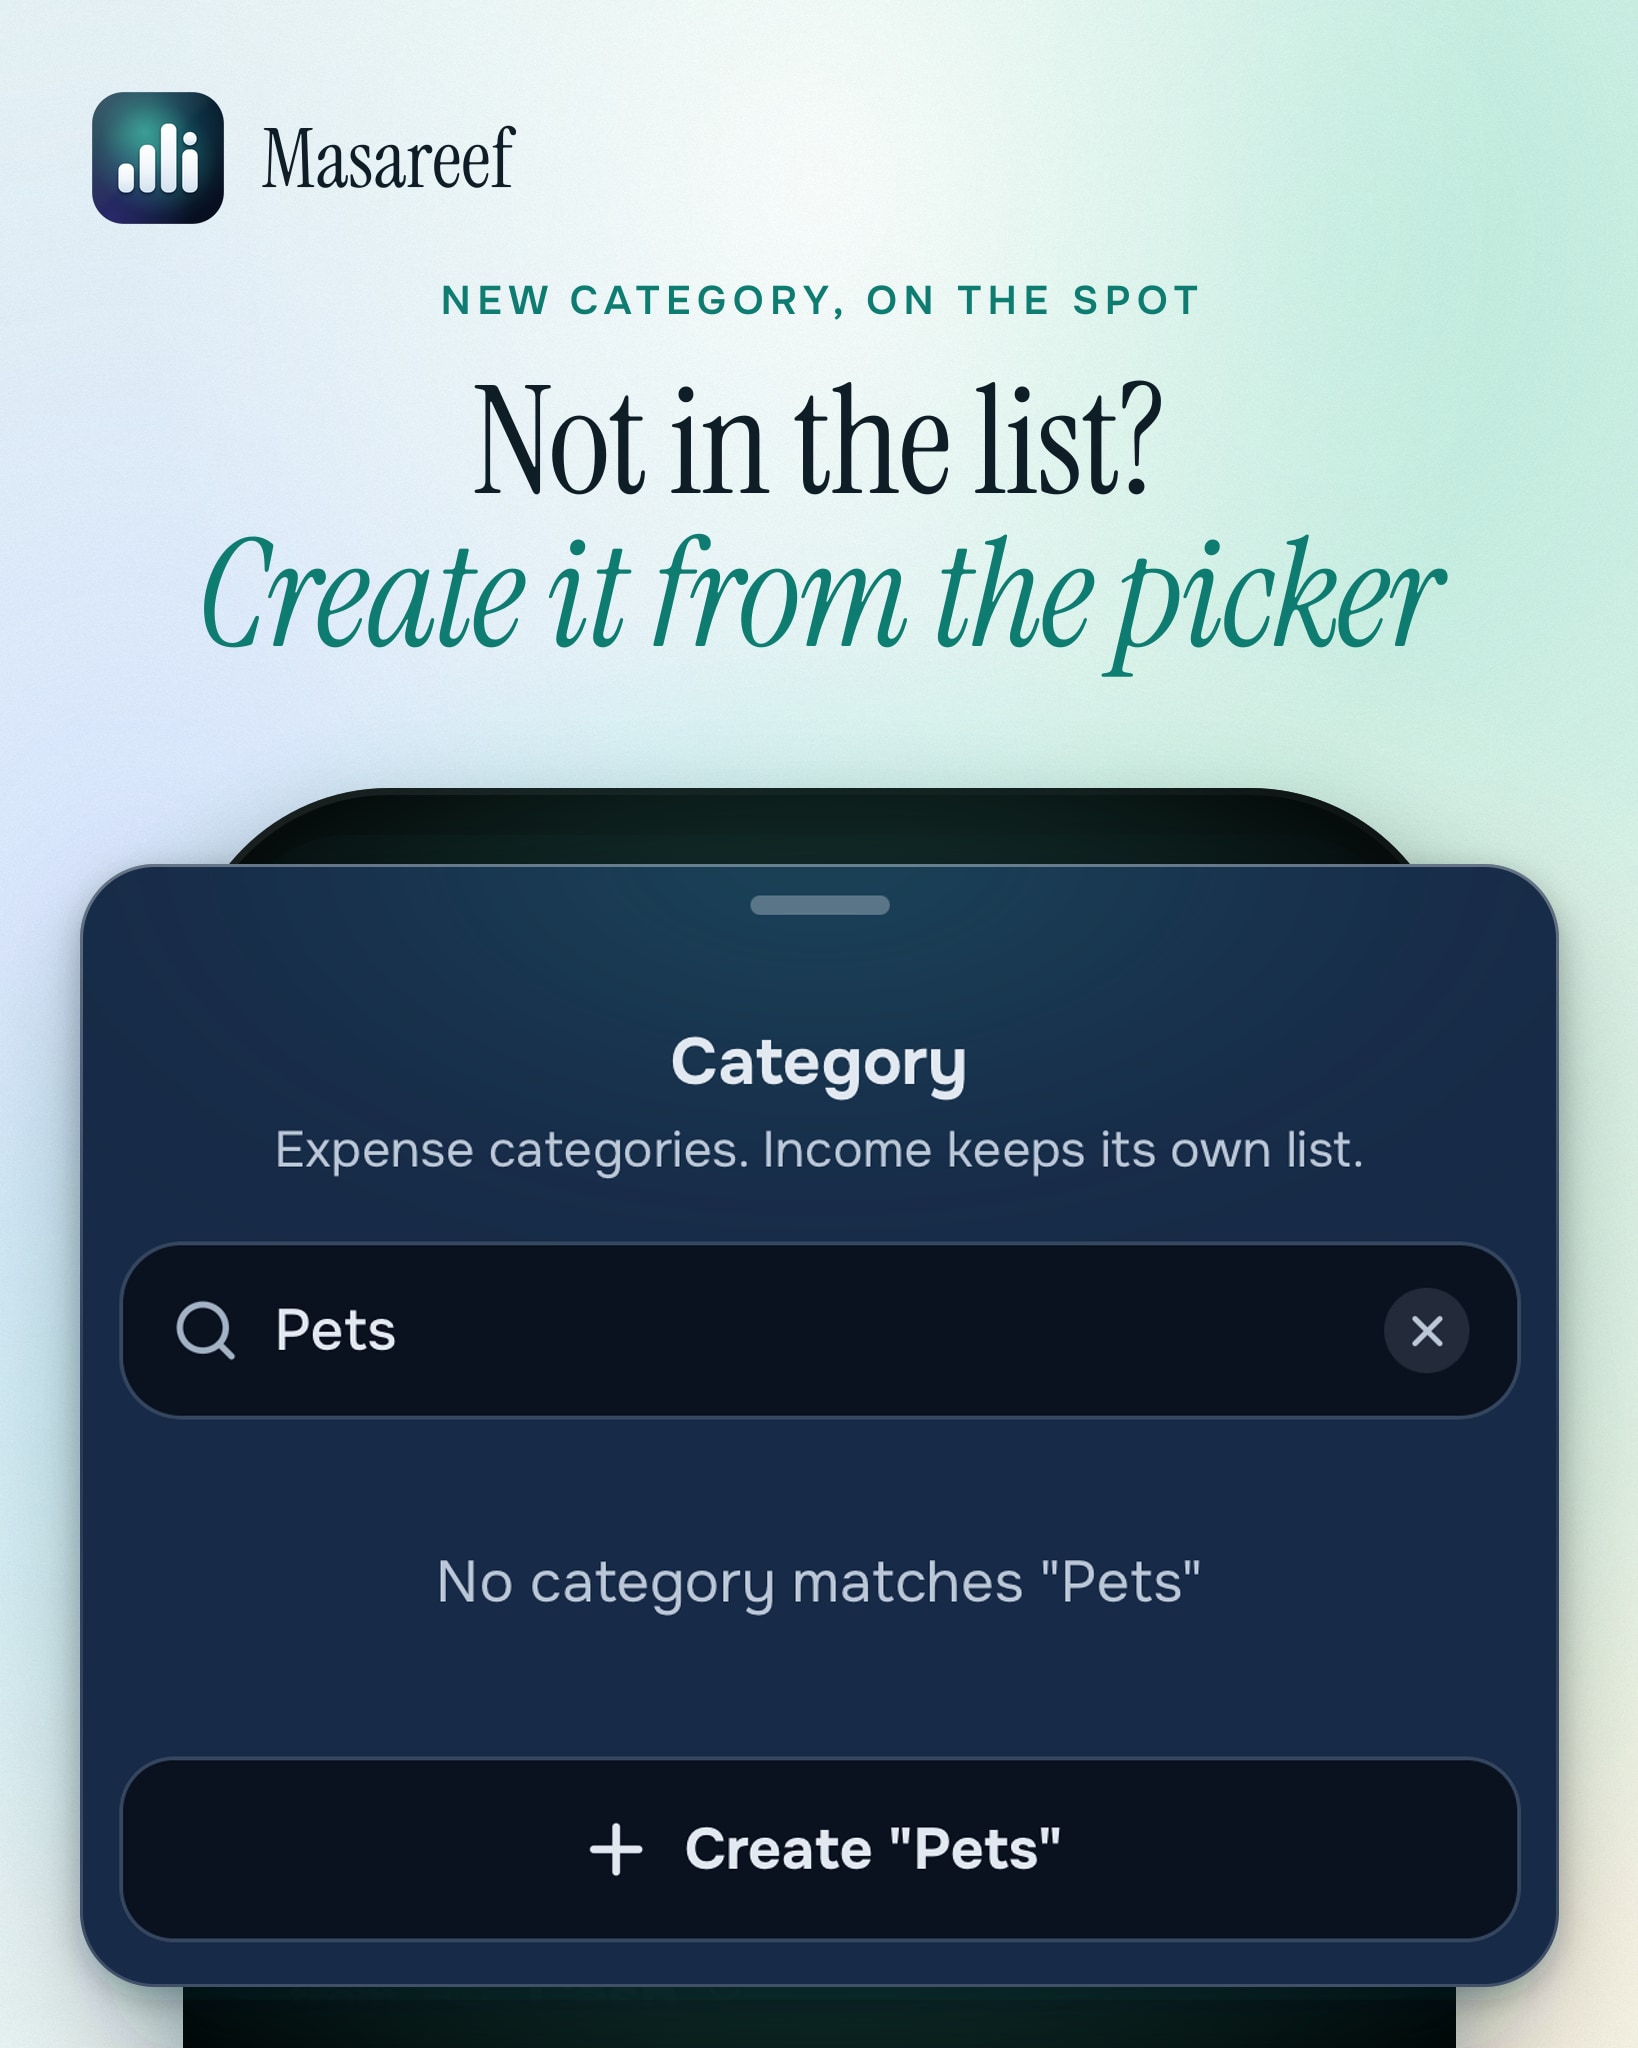 Masareef
NEW CATEGORY, ON THE SPOT
Not in the list?
Create it from the picker
Category
Expense categories. Income keeps its own list.
Pets
No category matches "Pets"
Create "Pets"